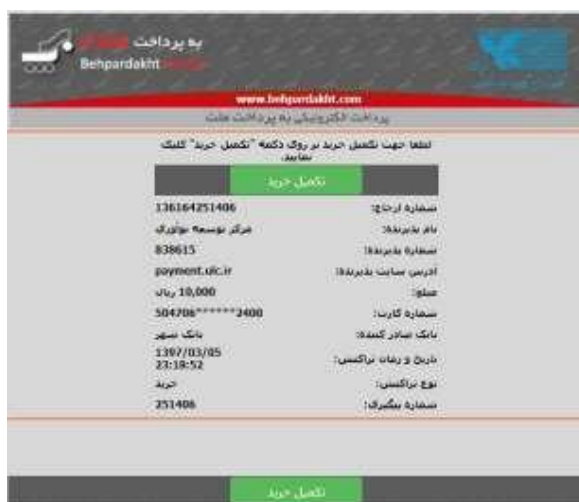 به پرداخت
Behpardakht
www.behpardakht.com
پرداخت الکترونیکی به پرداخت ملت
لطفا جهت تکمیل خرید بر روی دکمه "تکمیل خرید" کلیک
نمایید.
تکمیل خرید
شماره ارجاع: 136164251406
نام پذیرنده: مرکز توسعه نوآوری
شماره پذیرنده: 838615
آدرس سایت پذیرنده: payment.ulc.ir
مبلغ: 10,000 ریال
شماره کارت: 504706******2400
بانک صادر کننده: بانک شهر
تاریخ و زمان تراکنش: 1397/03/05
23:18:52
نوع تراکنش: خرید
شماره پیگیری: 251406
تکمیل خرید